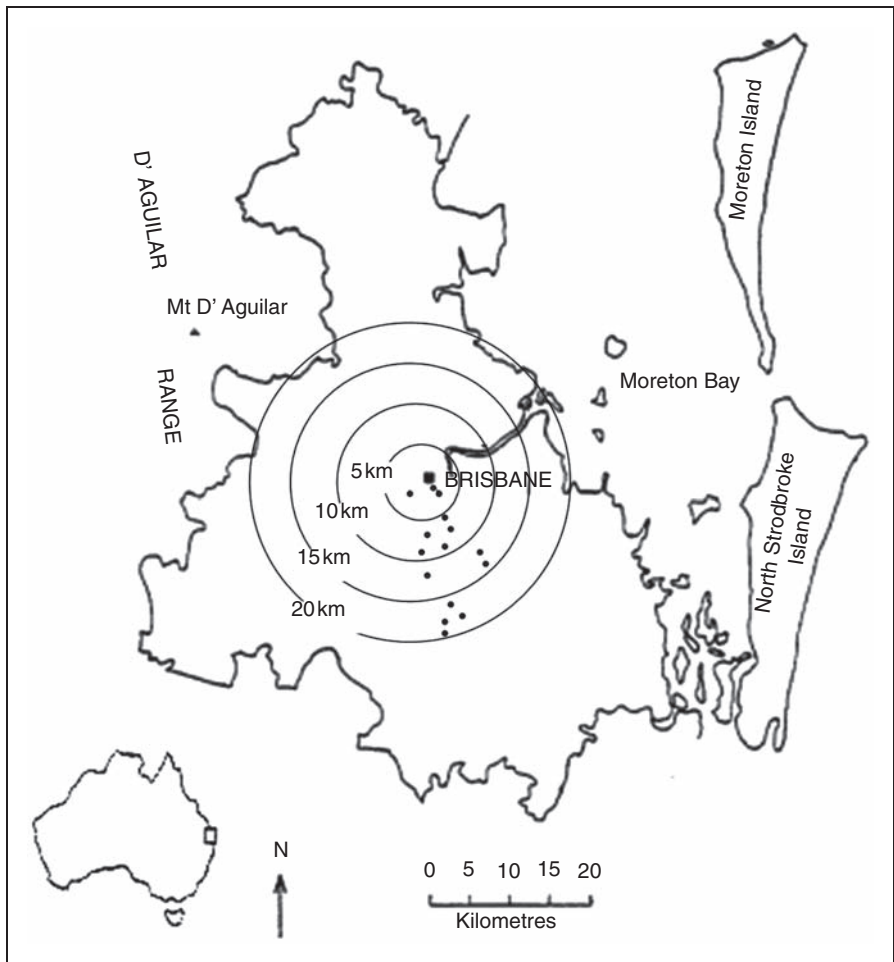 Moreton Island
D' AGUILAR
Mt D' Aguilar
RANGE
Moreton Bay
5 km
BRISBANE
10 km
15 km
20 km
North Strodbroke
Island
N
0 5 10 15 20
Kilometres